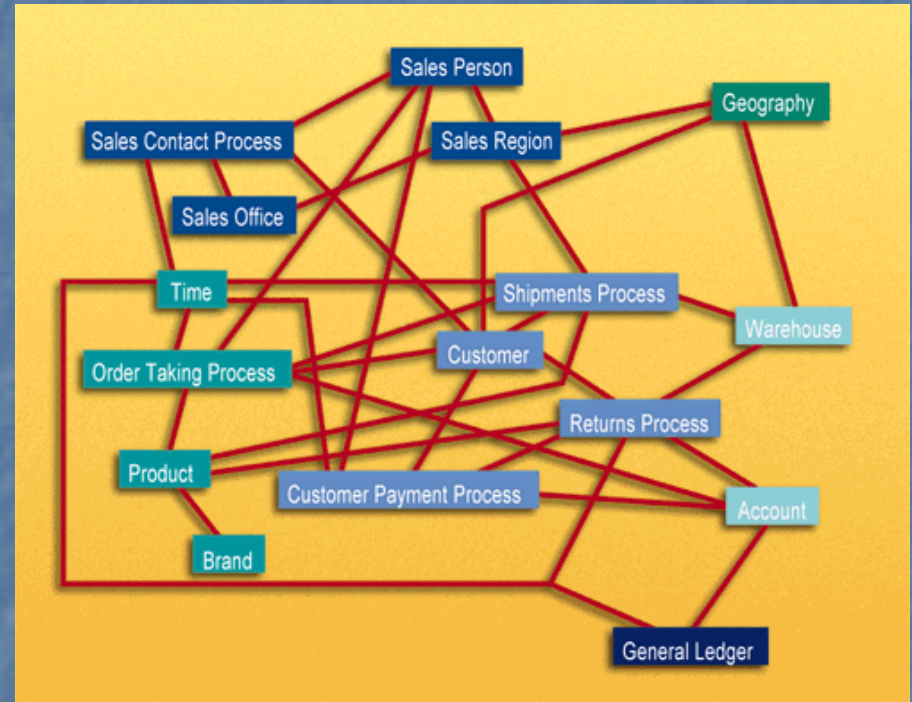 Sales Person
Geography
Sales Contact Process
Sales Region
Sales Office
Time
Shipments Process
Warehouse
Customer
Order Taking Process
Returns Process
Product
Customer Payment Process
Account
Brand
General Ledger